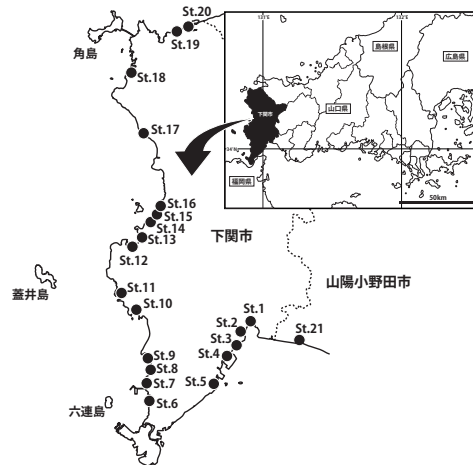 St.20
St.19
角島
St.18
St.17
St.16
St.15
St.14
St.13
St.12
下関市
St.11
St.10
蓋井島
山陽小野田市
St.1
St.2
St.3
St.4
St.5
St.21
St.9
St.8
St.7
St.6
六連島
131°E
132°E
島根県
広島県
山口県
下関市
34°N
福岡県
50km